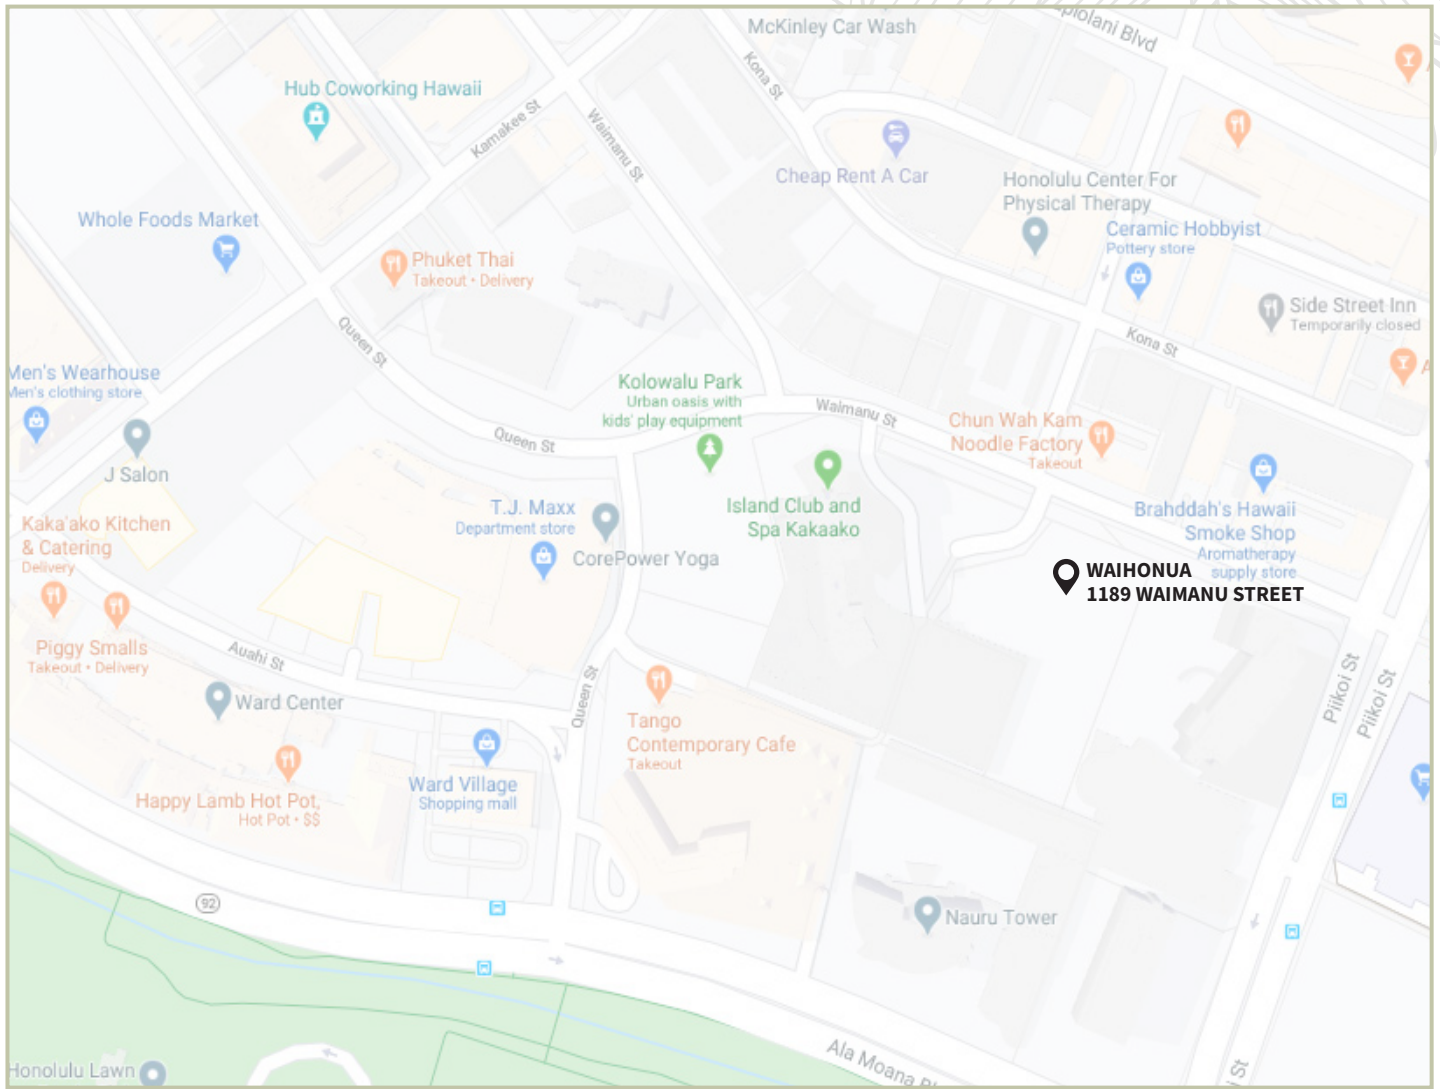 McKinley Car Wash
Kona St
Hub Coworking Hawaii
Kamakee St
Waimanu St
Cheap Rent A Car
Honolulu Center For
Physical Therapy
Ceramic Hobbyist
Pottery store
Whole Foods Market
Phuket Thai
Takeout • Delivery
Side Street Inn
Temporarily closed
Kona St
Queen St
Men's Wearhouse
Men's clothing store
Kolowalu Park
Urban oasis with
kids' play equipment
Waimanu St
Chun Wah Kam
Noodle Factory
Takeout
Queen St
J Salon
T.J. Maxx
Department store
CorePower Yoga
Island Club and
Spa Kakaako
Brahddah's Hawaii
Smoke Shop
Aromatherapy
supply store
Kaka'ako Kitchen
& Catering
Delivery
WAIHONUA
1189 WAIMANU STREET
Piggy Smalls
Takeout • Delivery
Auahi St
Ward Center
Queen St
Piikoi St
Piikoi St
Tango
Contemporary Cafe
Takeout
Ward Village
Shopping mall
Happy Lamb Hot Pot,
Hot Pot • $$
92
Nauru Tower
Ala Moana
Honolulu Lawn
St